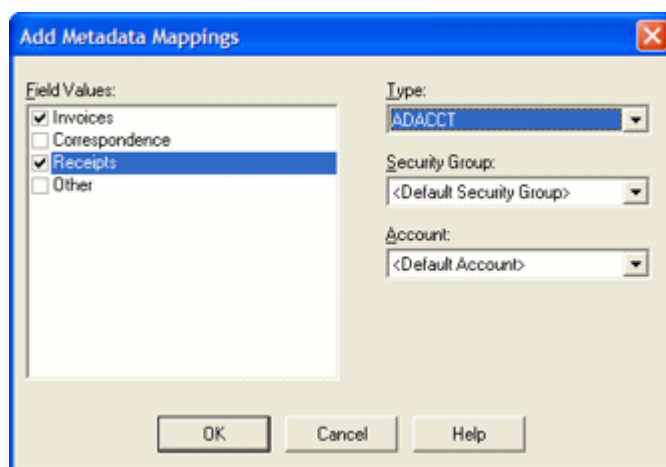 Add Metadata Mappings
Field Values:
Invoices
Correspondence
Receipts
Other
Type:
ADACCT
Security Group:
<Default Security Group>
Account:
<Default Account>
OK
Cancel
Help